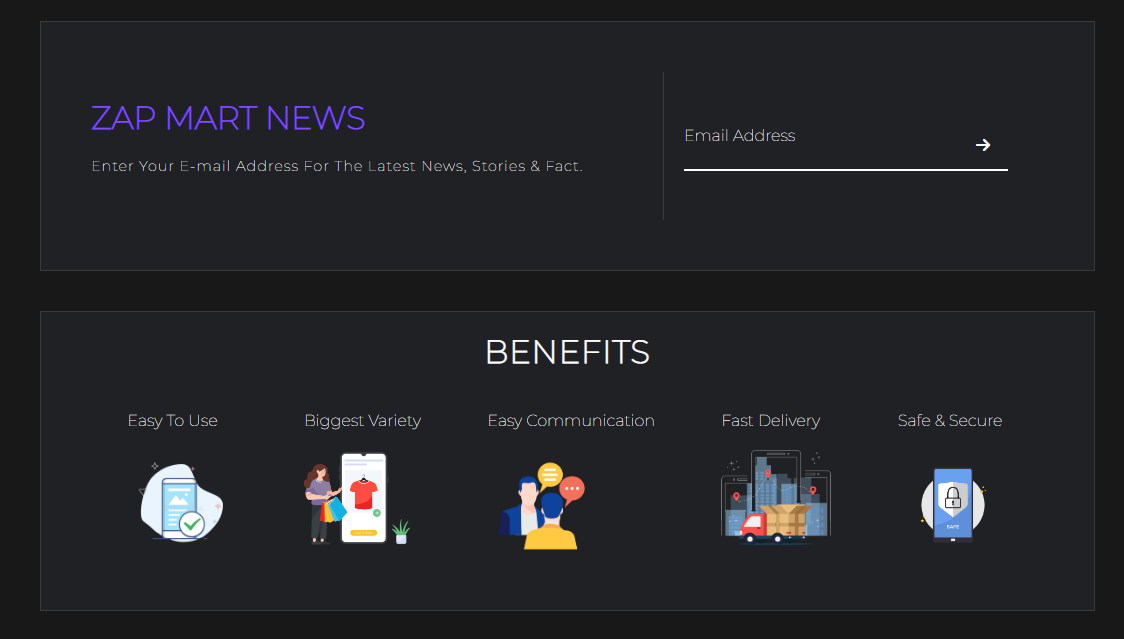 ZAP MART NEWS
Enter Your E-mail Address For The Latest News, Stories & Fact.
Email Address
BENEFITS
Easy To Use
Biggest Variety
Easy Communication
Fast Delivery
Safe & Secure
SAFE